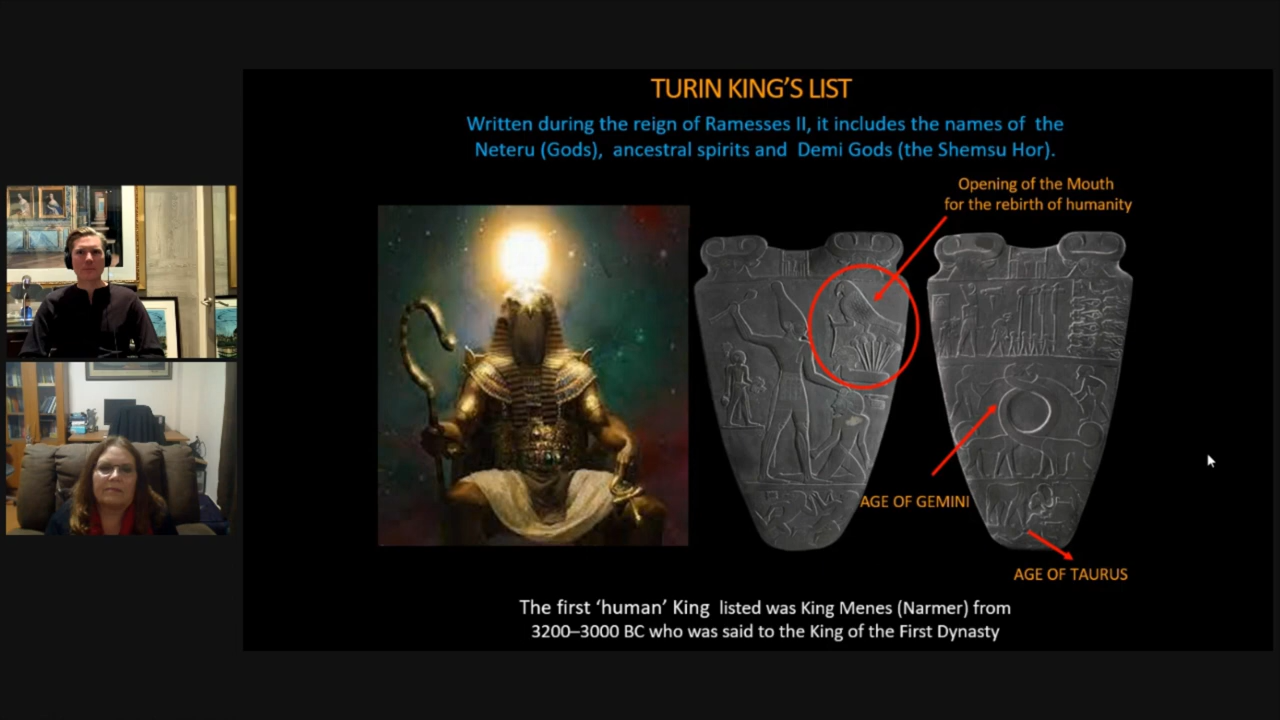 TURIN KING'S LIST
Written during the reign of Ramesses II, it includes the names of the
Neteru (Gods), ancestral spirits and Demi Gods (the Shemsu Hor).
Opening of the Mouth
for the rebirth of humanity
AGE OF GEMINI
AGE OF TAURUS
The first 'human' King listed was King Menes (Narmer) from
3200–3000 BC who was said to the King of the First Dynasty